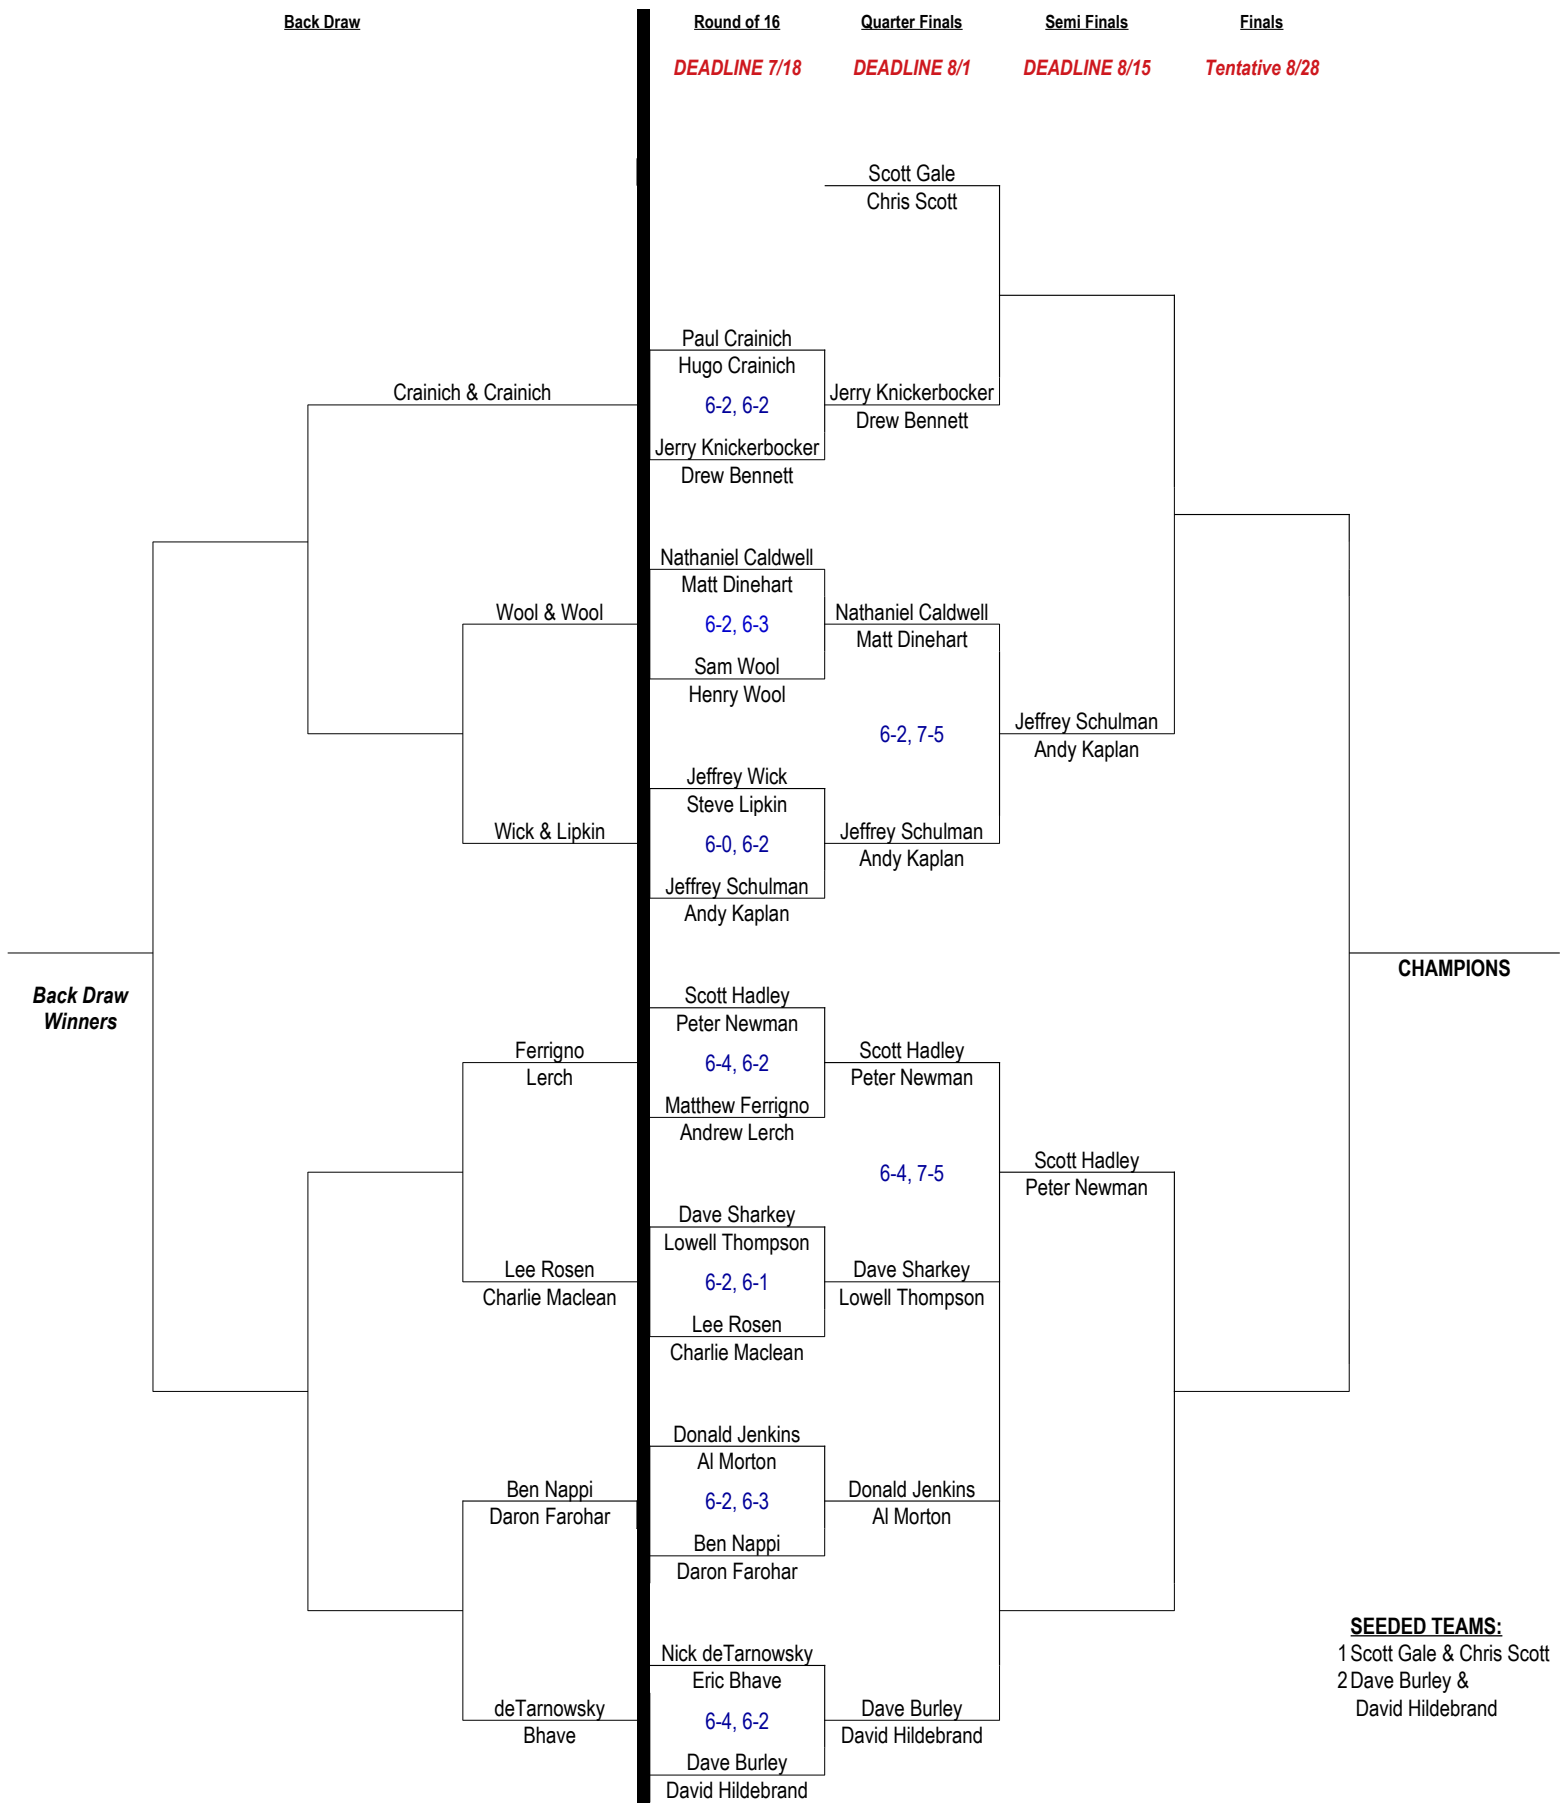 Back Draw
Round of 16
Quarter Finals
Semi Finals
Finals
DEADLINE 7/18
DEADLINE 8/1
DEADLINE 8/15
Tentative 8/28
Scott Gale
Chris Scott
Paul Crainich
Hugo Crainich
Crainich & Crainich
6-2, 6-2
Jerry Knickerbocker
Drew Bennett
Jerry Knickerbocker
Drew Bennett
Nathaniel Caldwell
Matt Dinehart
Wool & Wool
6-2, 6-3
Nathaniel Caldwell
Matt Dinehart
Sam Wool
Henry Wool
6-2, 7-5
Jeffrey Schulman
Andy Kaplan
Jeffrey Wick
Steve Lipkin
Wick & Lipkin
6-0, 6-2
Jeffrey Schulman
Andy Kaplan
Jeffrey Schulman
Andy Kaplan
CHAMPIONS
Back Draw
Winners
Scott Hadley
Peter Newman
Ferrigno
Lerch
6-4, 6-2
Scott Hadley
Peter Newman
Matthew Ferrigno
Andrew Lerch
6-4, 7-5
Scott Hadley
Peter Newman
Dave Sharkey
Lowell Thompson
Lee Rosen
Charlie Maclean
6-2, 6-1
Dave Sharkey
Lowell Thompson
Lee Rosen
Charlie Maclean
Donald Jenkins
Al Morton
Ben Nappi
Daron Farohar
6-2, 6-3
Donald Jenkins
Al Morton
Ben Nappi
Daron Farohar
Nick deTarnowsky
Eric Bhave
deTarnowsky
Bhave
6-4, 6-2
Dave Burley
David Hildebrand
Dave Burley
David Hildebrand
SEEDED TEAMS:
1 Scott Gale & Chris Scott
2 Dave Burley &
David Hildebrand